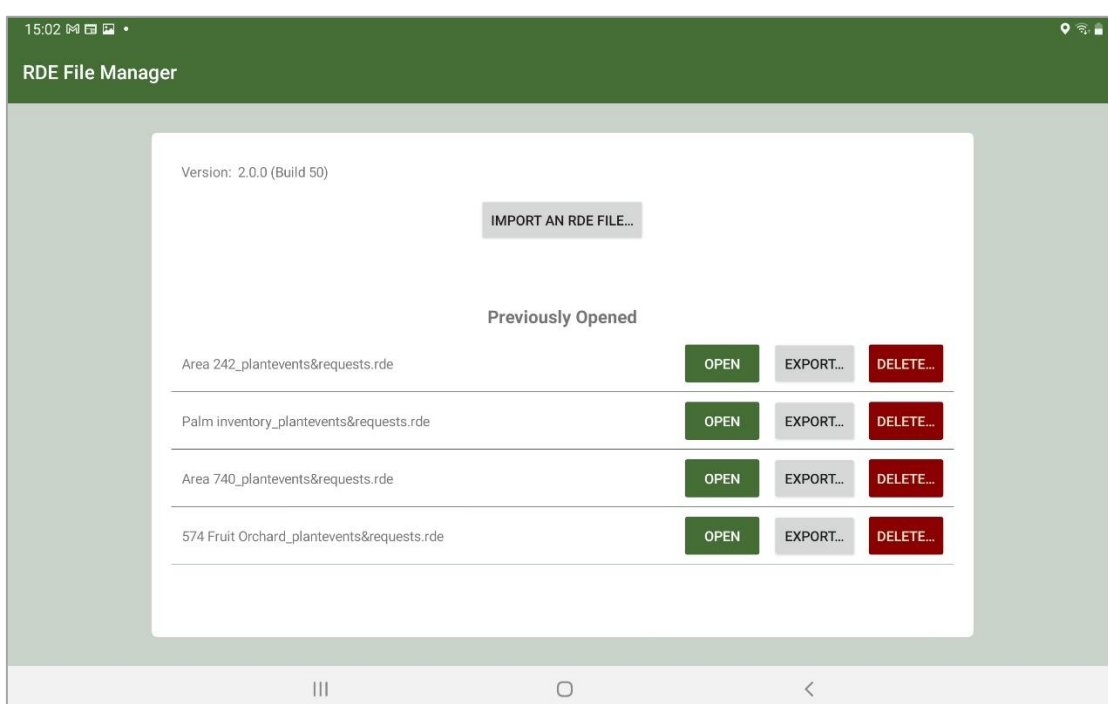 15:02
RDE File Manager
Version: 2.0.0 (Build 50)
IMPORT AN RDE FILE...
Previously Opened
Area 242_plantevents&requests.rde OPEN EXPORT... DELETE...
Palm inventory_plantevents&requests.rde OPEN EXPORT... DELETE...
Area 740_plantevents&requests.rde OPEN EXPORT... DELETE...
574 Fruit Orchard_plantevents&requests.rde OPEN EXPORT... DELETE...